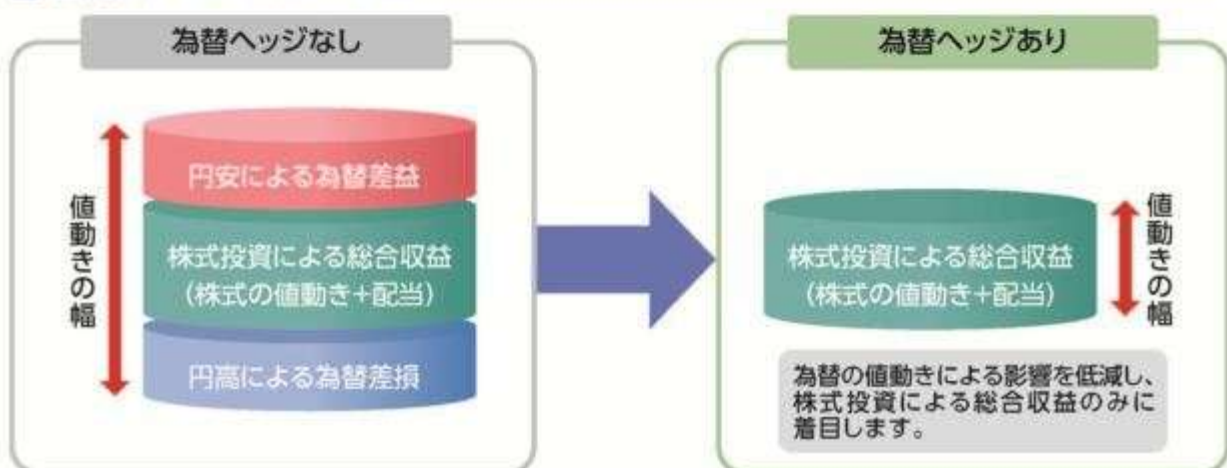 為替ヘッジなし
値動きの幅
円安による為替差益
株式投資による総合収益
(株式の値動き+配当)
円高による為替差損
為替ヘッジあり
株式投資による総合収益
(株式の値動き+配当)
値動きの幅
為替の値動きによる影響を低減し、
株式投資による総合収益のみに
着目します。